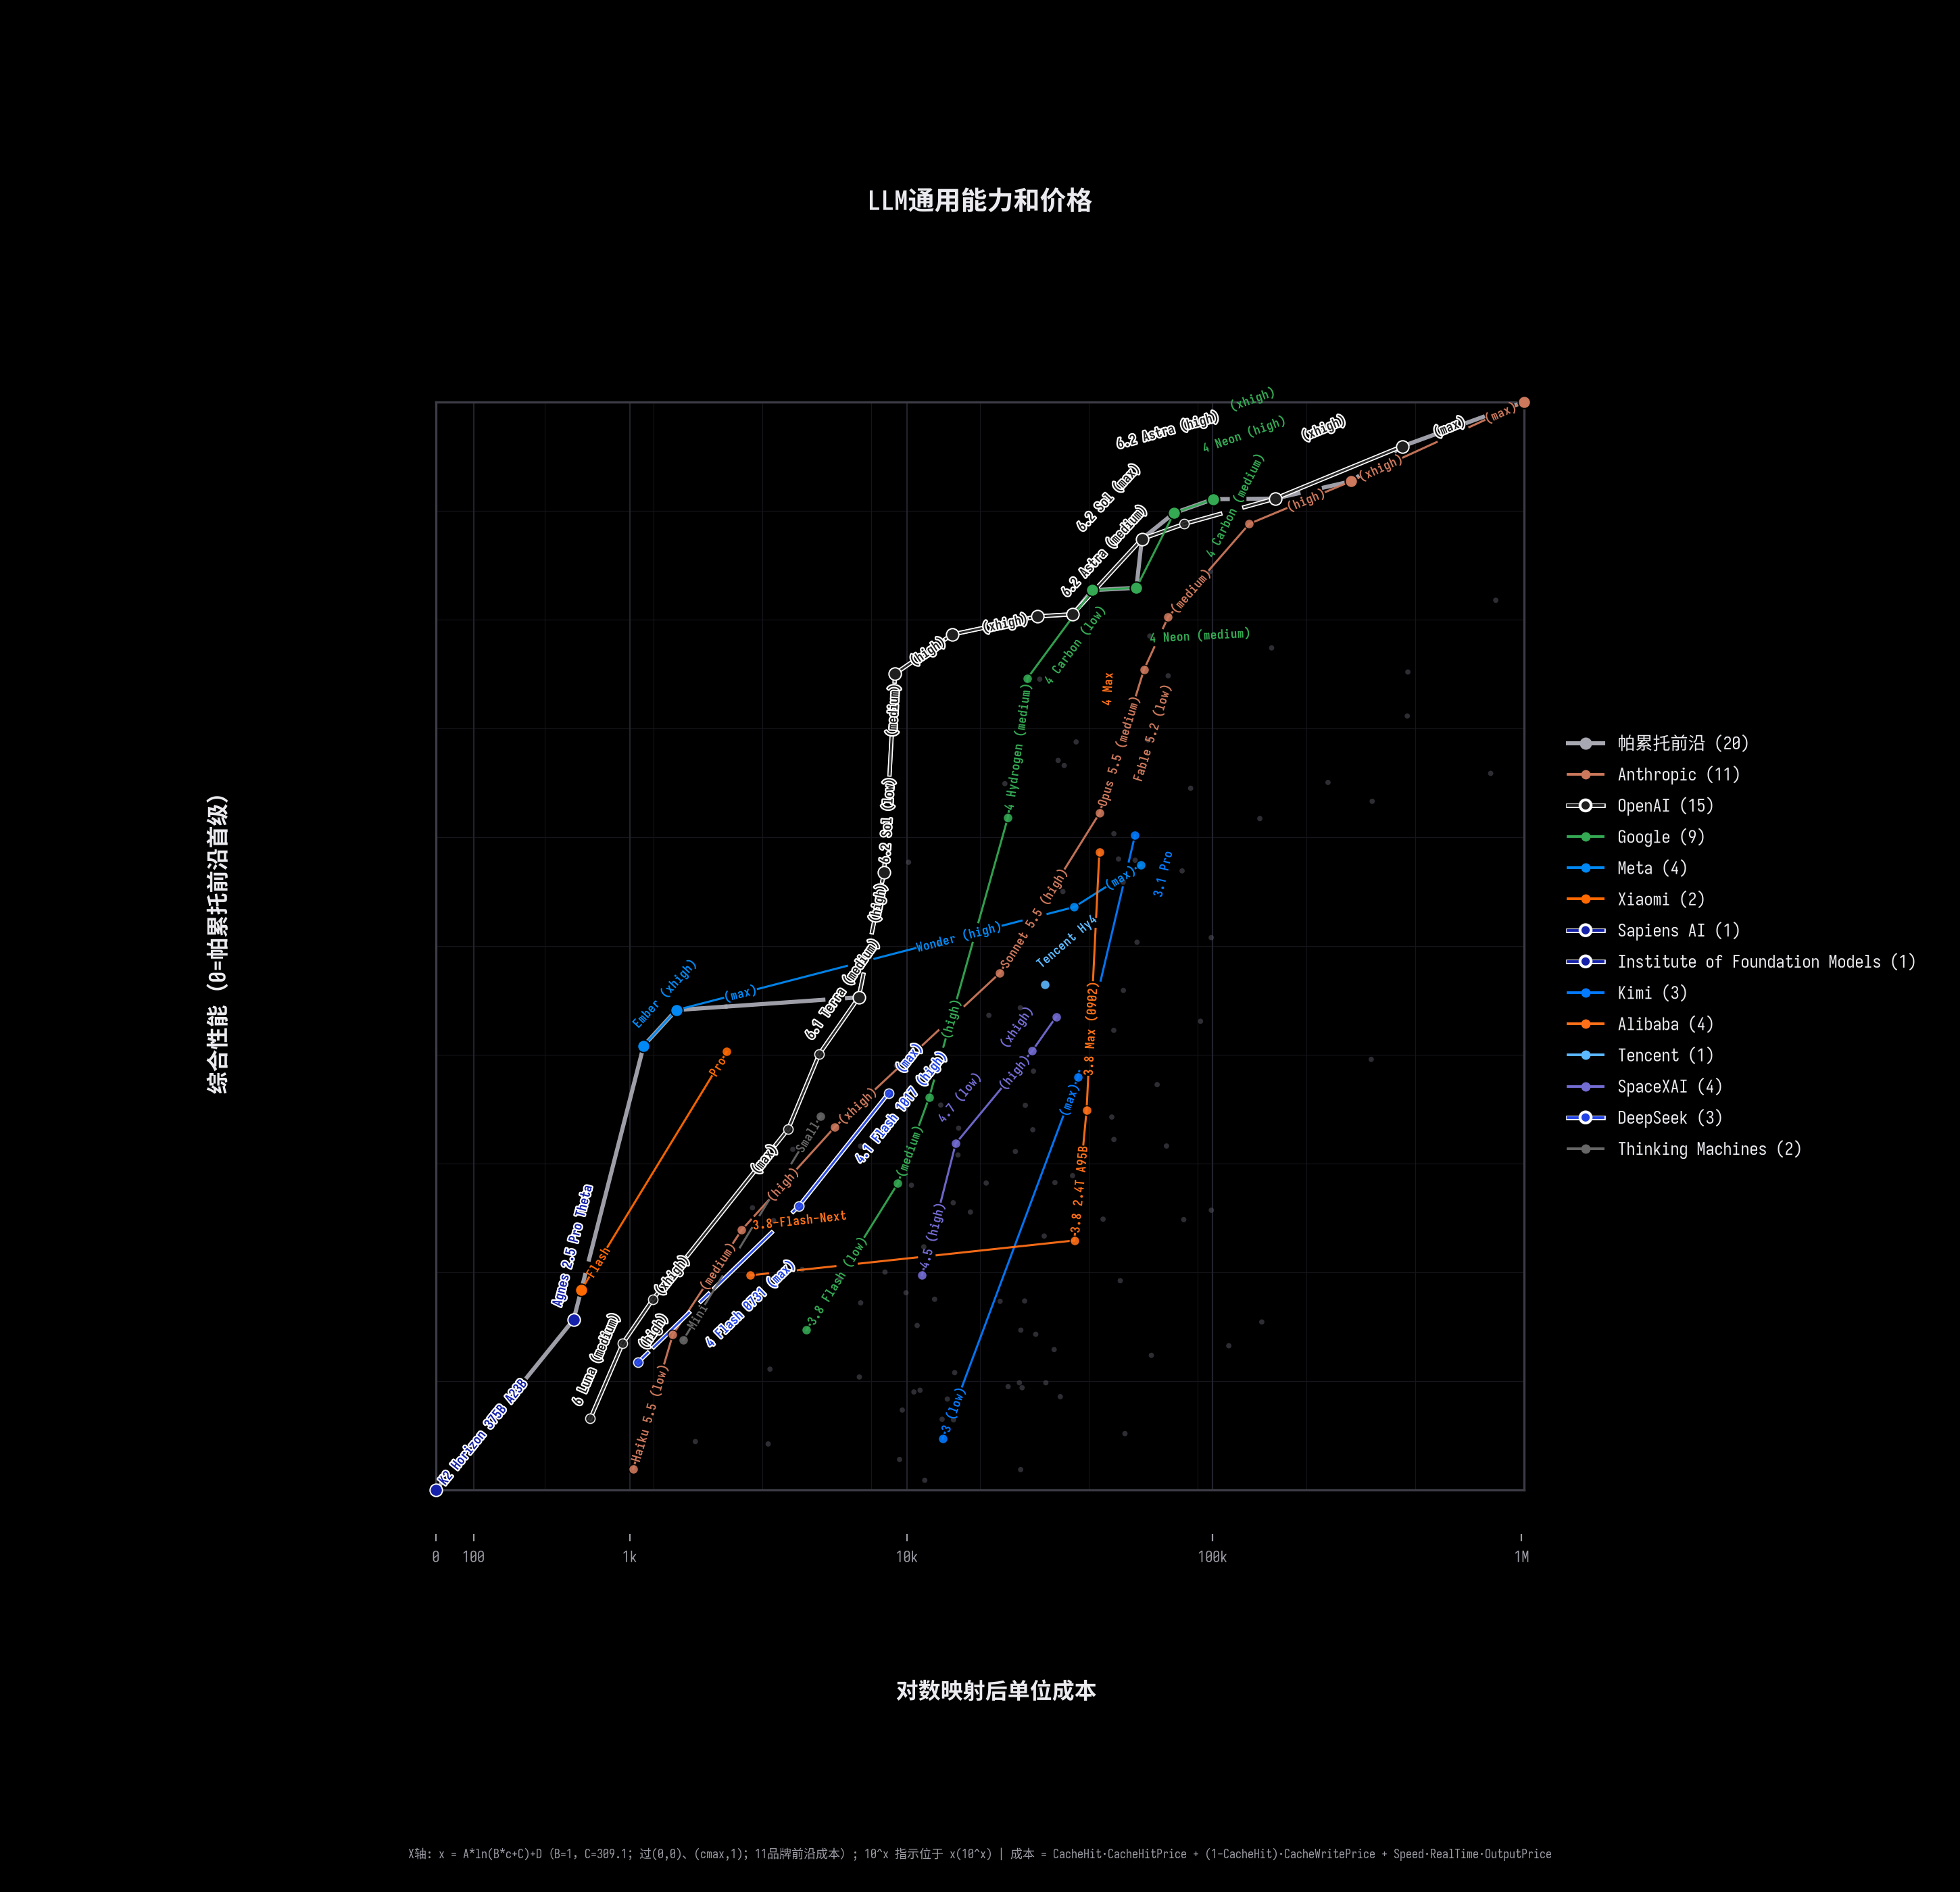 LLM通用能力和价格
综合性能 (0=帕累托前沿首级)
(xhigh)
6.2 Astra (high)
4 Neon (high)
(xhigh)
(max)
(max)
6.2 Sol (max)
(xhigh)
4 Carbon (medium)
(high)
6.2 Astra (medium)
(medium)
(xhigh)
4 Carbon (low)
4 Neon (medium)
(high)
(medium)
4 Hydrogen (medium)
4 Max
Opus 5.5 (medium)
Fable 5.2 (low)
6.2 Sol (low)
(high)
Sonnet 5.5 (high)
(max)
3.1 Pro
Wonder (high)
Tencent Hy4
Ember (xhigh)
(max)
6.1 Terra (medium)
(high)
(xhigh)
3.8 Max (0902)
Pro
(max)
4.1 Flash 1017 (high)
(xhigh)
4.7 (low)
(high)
(max)
Small
(max)
(medium)
3.8 2.4T A95B
(high)
Agnes 2.5 Pro Theta
3.8-Flash-Next
4.5 (high)
Flash
(xhigh)
(medium)
3.8 Flash (low)
4 Flash 0731 (max)
Mini
(high)
6 Luna (medium)
Haiku 5.5 (low)
3 (low)
K2 Horizon 375B A23B
帕累托前沿 (20)
Anthropic (11)
OpenAI (15)
Google (9)
Meta (4)
Xiaomi (2)
Sapiens AI (1)
Institute of Foundation Models (1)
Kimi (3)
Alibaba (4)
Tencent (1)
SpaceXAI (4)
DeepSeek (3)
Thinking Machines (2)
0
100
1k
10k
100k
1M
对数映射后单位成本
X轴: x = A*ln(B*c+C)+D (B=1, C=309.1; 过(0,0)、(cmax,1); 11品牌前沿成本) ; 10^x 指示位于 x(10^x) | 成本 = CacheHit·CacheHitPrice + (1-CacheHit)·CacheWritePrice + Speed·RealTime·OutputPrice